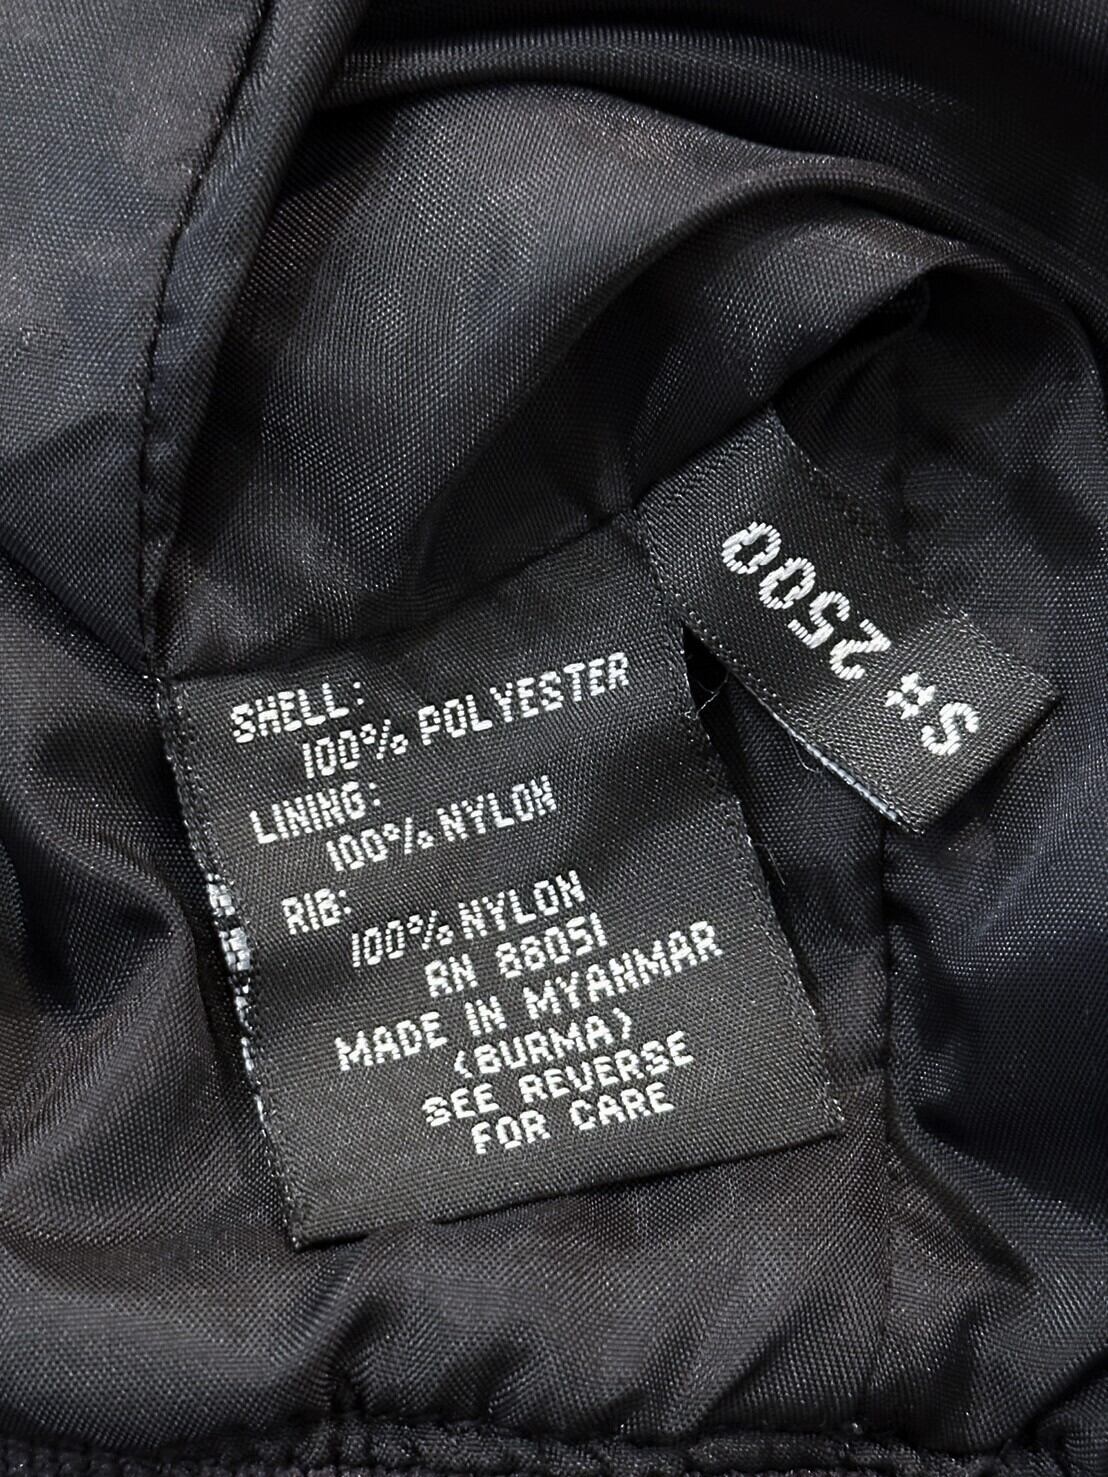 SHELL:
100% POLYESTER
LINING:
100% NYLON
RIB:
100% NYLON
RN 88051
MADE IN MYANMAR
(BURMA)
SEE REVERSE
FOR CARE
S# 2500